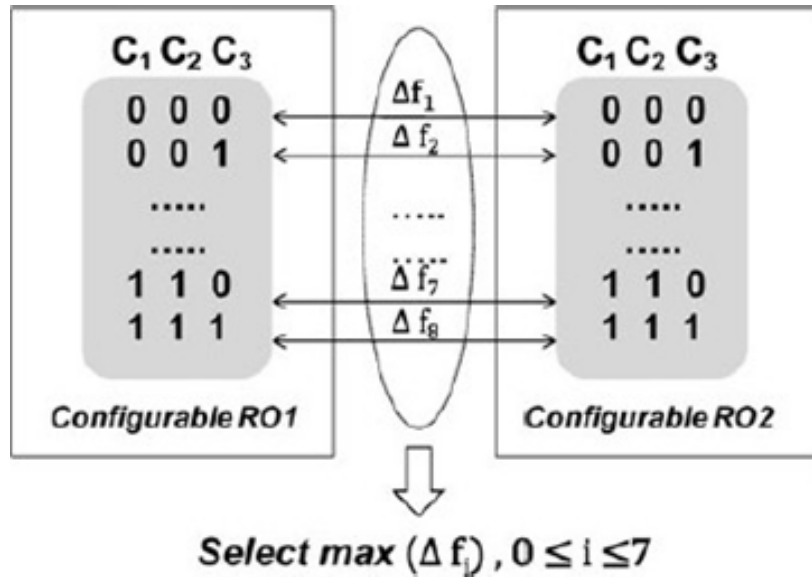 C₁ C₂ C₃
0 0 0
0 0 1
.....
.....
1 1 0
1 1 1
Configurable RO1
Δf₁
Δ f₂
.....
......
Δ f₇
Δ f₈
C₁ C₂ C₃
0 0 0
0 0 1
.....
.....
1 1 0
1 1 1
Configurable RO2
Select max (Δ fᵢ) , 0 ≤ i ≤7